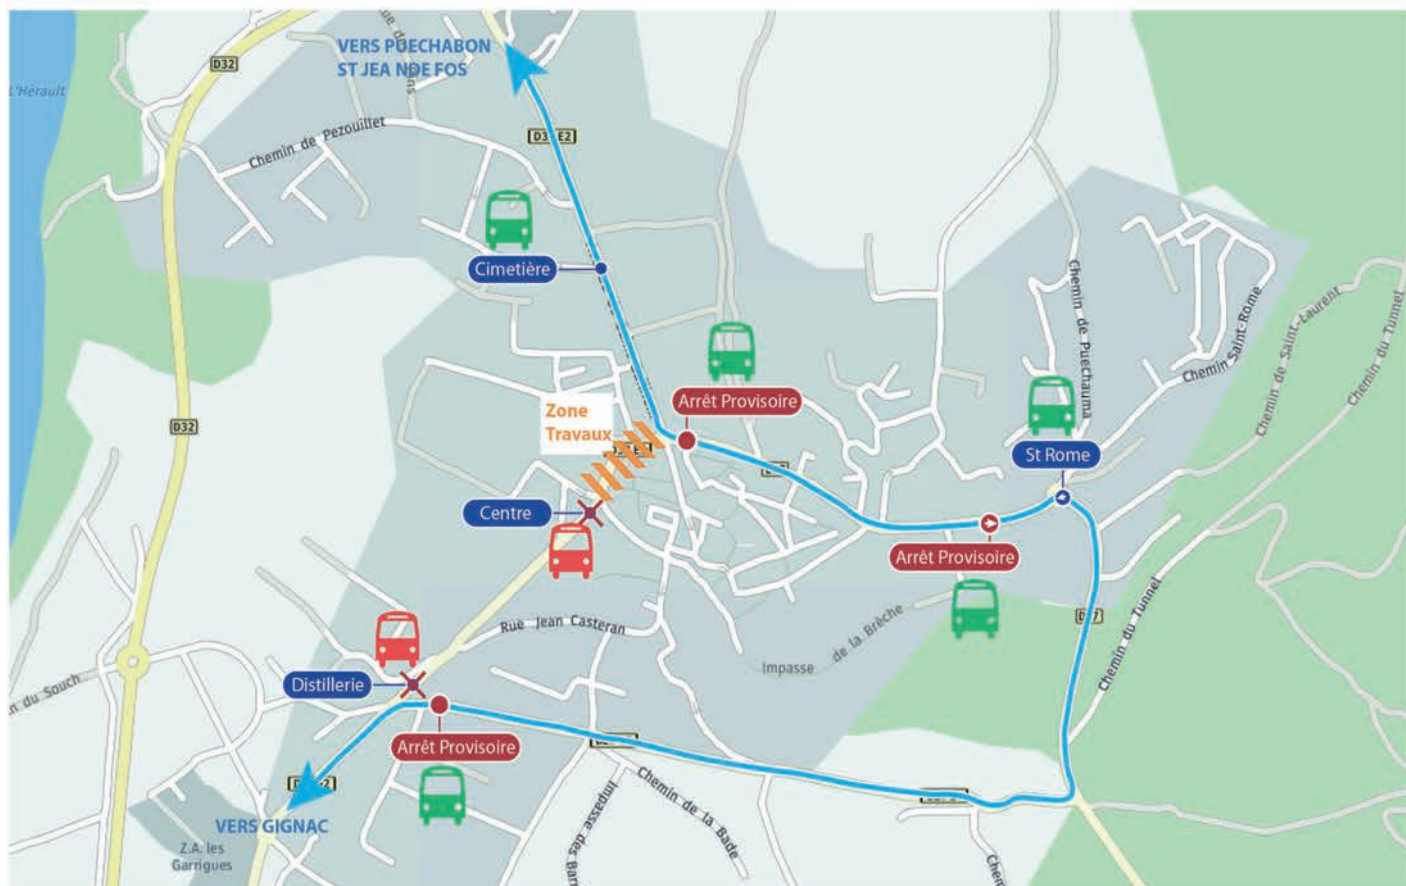 VERS PUECHABON
ST JEA NDE FOS
D32
L'Hérault
Chemin de Pezouillet
Cimetière
Chemin de Puechauma
Chemin Saint-Rome
Chemin de Saint-Laurent
Chemin du Tunnel
Zone
Travaux
Arrêt Provisoire
D32
St Rome
Centre
Arrêt Provisoire
Rue Jean Casteran
Impasse de la Brèche
Chemin du Tunnel
Distillerie
n du Souch
Arrêt Provisoire
Chemin de la Bade
Impasse des Barr
VERS GIGNAC
Z.A. les
Garrigues
Chem